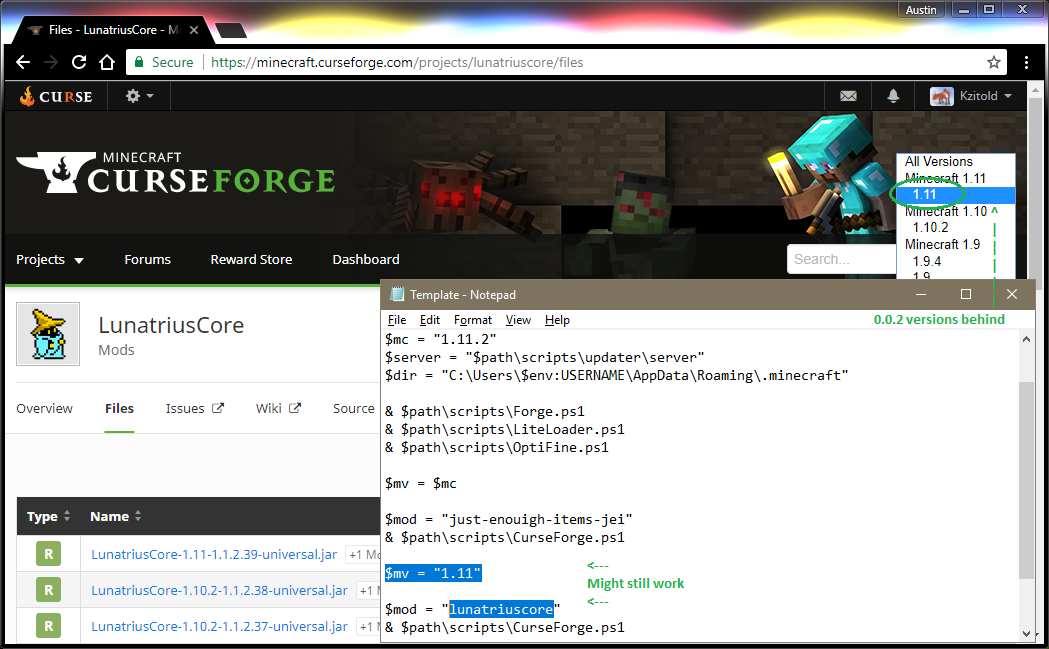 Austin
Files - LunatriusCore - M
Secure https://minecraft.curseforge.com/projects/lunatriuscore/files
CURSE
Kzitold
MINECRAFT
CURSEFORGE
All Versions
Minecraft 1.11
1.11
Minecraft 1.10 ^
1.10.2
Minecraft 1.9
1.9.4
1.9
Projects Forums Reward Store Dashboard
Search...
LunatriusCore
Mods
Overview Files Issues Wiki Source
Type Name
R LunatriusCore-1.11-1.1.2.39-universal.jar +1 Mo
R LunatriusCore-1.10.2-1.1.2.38-universal.jar +1 M
R LunatriusCore-1.10.2-1.1.2.37-universal.jar +1 M
Template - Notepad
File Edit Format View Help
0.0.2 versions behind
$mc = "1.11.2"
$server = "$path\scripts\updater\server"
$dir = "C:\Users\$env:USERNAME\AppData\Roaming\.minecraft"
& $path\scripts\Forge.ps1
& $path\scripts\LiteLoader.ps1
& $path\scripts\OptiFine.ps1
$mv = $mc
$mod = "just-enouigh-items-jei"
& $path\scripts\CurseForge.ps1
$mv = "1.11"
<---
Might still work
<---
$mod = "lunatriuscore"
& $path\scripts\CurseForge.ps1